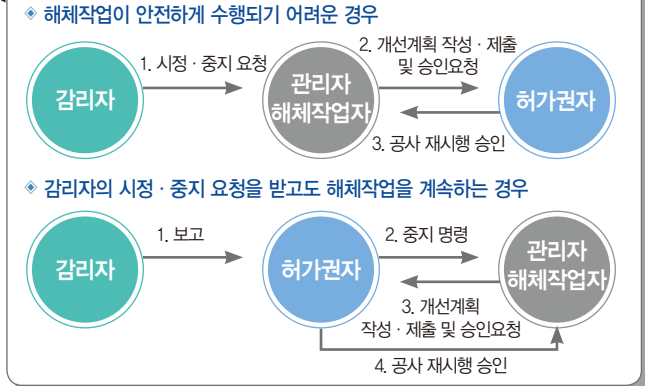 ◈ 해체작업이 안전하게 수행되기 어려운 경우
감리자
1. 시정 · 중지 요청
관리자
해체작업자
2. 개선계획 작성 · 제출
및 승인요청
3. 공사 재시행 승인
허가권자
◈ 감리자의 시정 · 중지 요청을 받고도 해체작업을 계속하는 경우
감리자
1. 보고
허가권자
2. 중지 명령
3. 개선계획
작성 · 제출 및 승인요청
관리자
해체작업자
4. 공사 재시행 승인